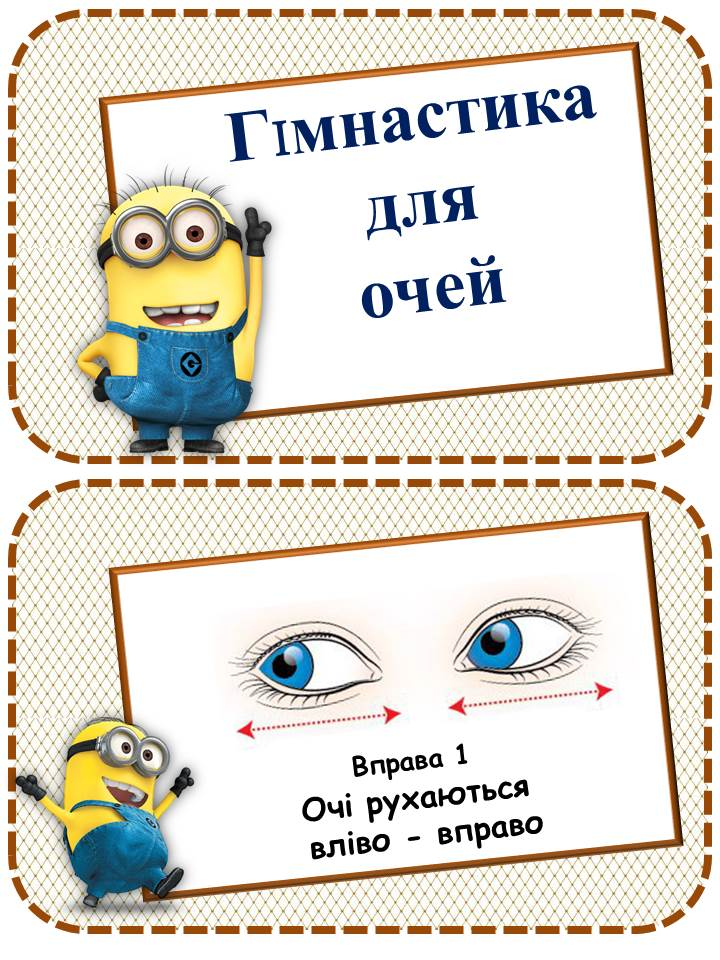 Гімнастика
для
очей
Вправа 1
Очі рухаються
вліво - вправо